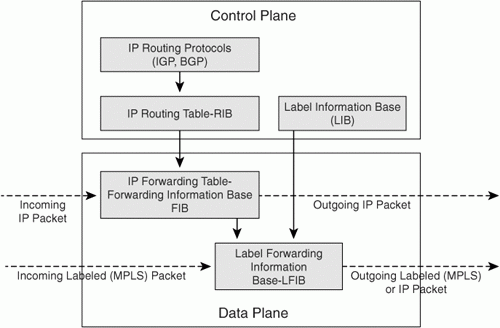 Control Plane
IP Routing Protocols
(IGP, BGP)
IP Routing Table-RIB
Label Information Base
(LIB)
IP Forwarding Table-
Forwarding Information Base
FIB
Incoming
IP Packet
Outgoing IP Packet
Label Forwarding
Information
Base-LFIB
Incoming Labeled (MPLS) Packet
Outgoing Labeled (MPLS)
or IP Packet
Data Plane